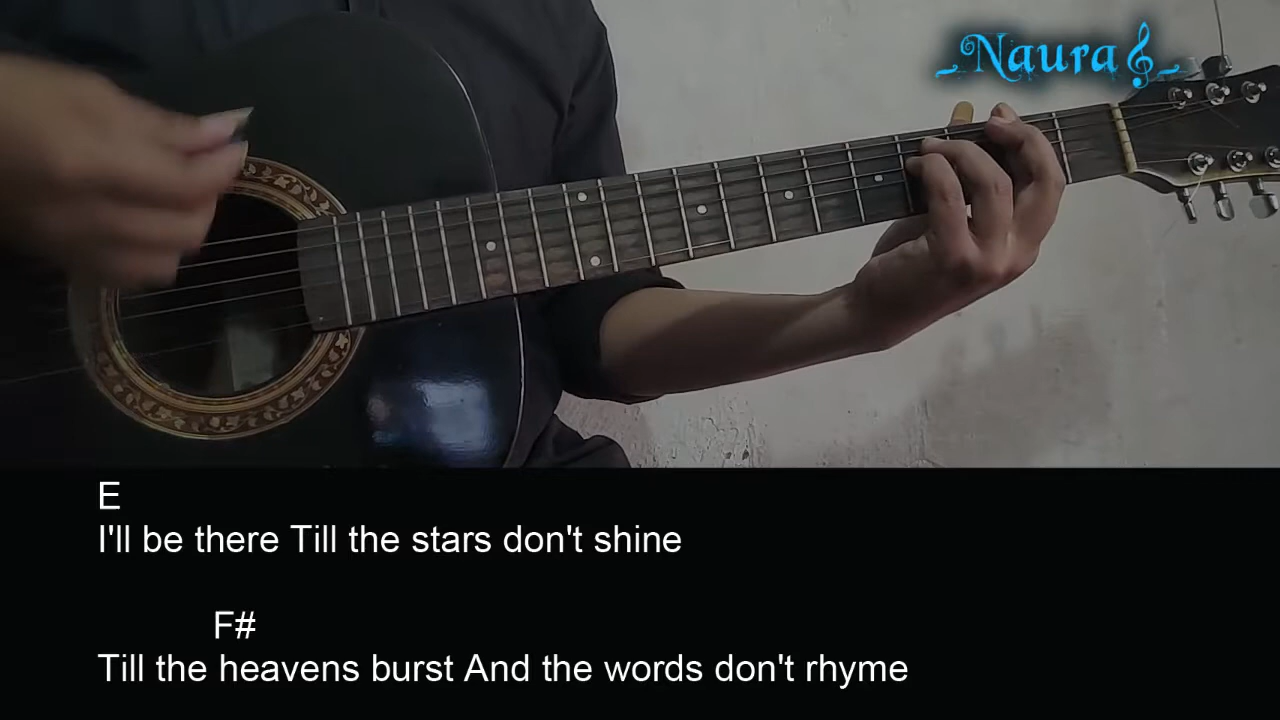 Naura
E
I'll be there Till the stars don't shine
F#
Till the heavens burst And the words don't rhyme